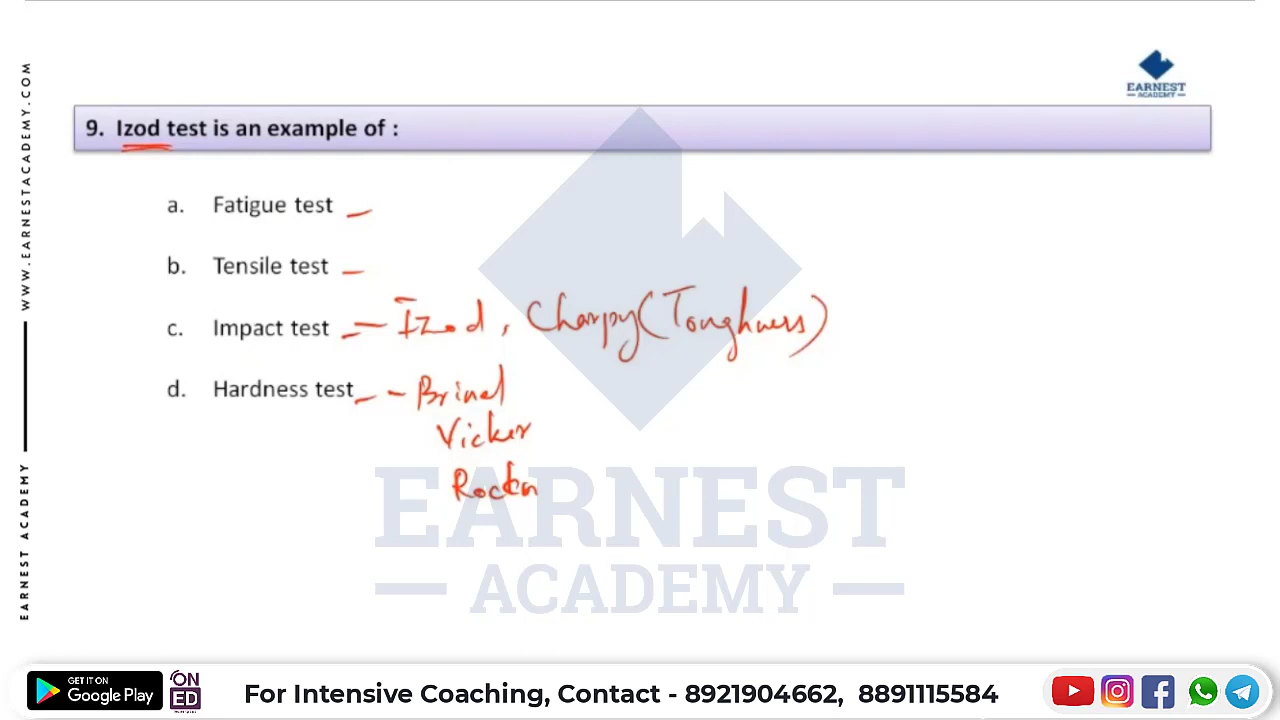 EARNEST
ACADEMY
WWW.EARNESTACADEMY.COM
EARNEST ACADEMY
9. Izod test is an example of :
a. Fatigue test
b. Tensile test
c. Impact test - Izod, Charpy (Toughness)
d. Hardness test - Brinel
Vicker
EARNEST
ACADEMY
GET IT ON
Google Play
ON
ED
For Intensive Coaching, Contact - 8921904662, 8891115584